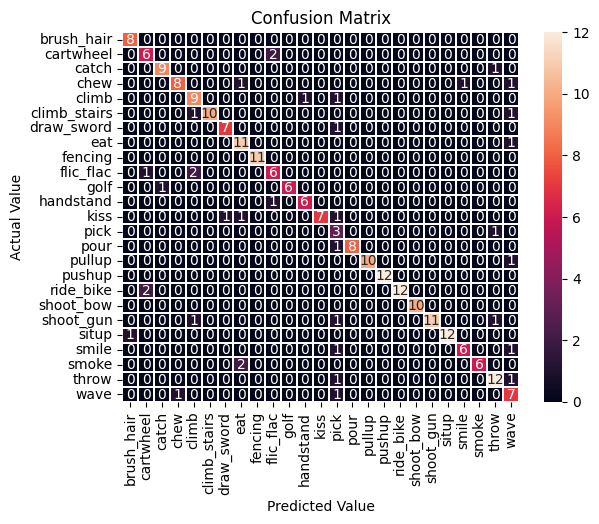 Confusion Matrix
brush_hair 8 0 0 0 0 0 0 0 0 0 0 0 0 0 0 0 0 0 0 0 0 0 0 0 0
cartwheel 0 6 0 0 0 0 0 0 0 2 0 0 0 0 0 0 0 0 0 0 0 0 0 0 0
catch 0 0 9 0 0 0 0 0 0 0 0 0 0 0 0 0 0 0 0 0 0 0 0 1 0
chew 0 0 0 8 0 0 0 1 0 0 0 0 0 0 0 0 0 0 0 0 0 1 0 0 1
climb 0 0 0 0 9 0 0 0 0 0 0 1 0 1 0 0 0 0 0 0 0 0 0 0 0
climb_stairs 0 0 0 0 1 10 0 0 0 0 0 0 0 0 0 0 0 0 0 0 0 0 0 0 1
draw_sword 0 0 0 0 0 0 7 0 0 0 0 0 0 1 0 0 0 0 0 0 0 0 0 0 0
eat 0 0 0 0 0 0 0 11 0 0 0 0 0 0 0 0 0 0 0 0 0 0 0 0 1
fencing 0 0 0 0 0 0 0 0 11 0 0 0 0 0 0 0 0 0 0 0 0 0 0 0 0
flic_flac 0 1 0 0 2 0 0 0 0 6 0 0 0 0 0 0 0 0 0 0 0 0 0 0 0
golf 0 0 1 0 0 0 0 0 0 0 6 0 0 0 0 0 0 0 0 0 0 0 0 0 0
handstand 0 0 0 0 0 0 0 0 0 1 0 6 0 0 0 0 0 0 0 0 0 0 0 0 0
kiss 0 0 0 0 0 0 1 1 0 0 0 0 7 1 0 0 0 0 0 0 0 0 0 0 0
pick 0 0 0 0 0 0 0 0 0 0 0 0 0 3 0 0 0 0 0 0 0 0 0 1 0
pour 0 0 0 0 0 0 0 0 0 0 0 0 0 1 8 0 0 0 0 0 0 0 0 0 0
pullup 0 0 0 0 0 0 0 0 0 0 0 0 0 0 0 10 0 0 0 0 0 0 0 0 1
pushup 0 0 0 0 0 0 0 0 0 0 0 0 0 0 0 0 12 0 0 0 0 0 0 0 0
ride_bike 0 2 0 0 0 0 0 0 0 0 0 0 0 0 0 0 0 12 0 0 0 0 0 0 0
shoot_bow 0 0 0 0 0 0 0 0 0 0 0 0 0 0 0 0 0 0 10 0 0 0 0 0 0
shoot_gun 0 0 0 0 1 0 0 0 0 0 0 0 0 1 0 0 0 0 0 11 0 0 0 1 0
situp 1 0 0 0 0 0 0 0 0 0 0 0 0 0 0 0 0 0 0 0 12 0 0 0 0
smile 0 0 0 0 0 0 0 0 0 0 0 0 0 1 0 0 0 0 0 0 0 6 0 0 1
smoke 0 0 0 0 0 0 0 2 0 0 0 0 0 0 0 0 0 0 0 0 0 0 6 0 0
throw 0 0 0 0 0 0 0 0 0 0 0 0 0 1 0 0 0 0 0 0 0 0 0 12 1
wave 0 0 0 1 0 0 0 0 0 0 0 0 0 1 0 0 0 0 0 0 0 0 0 0 7
brush_hair cartwheel catch chew climb climb_stairs draw_sword eat fencing flic_flac golf handstand kiss pick pour pullup pushup ride_bike shoot_bow shoot_gun situp smile smoke throw wave
Predicted Value
Actual Value
12
10
8
6
4
2
0